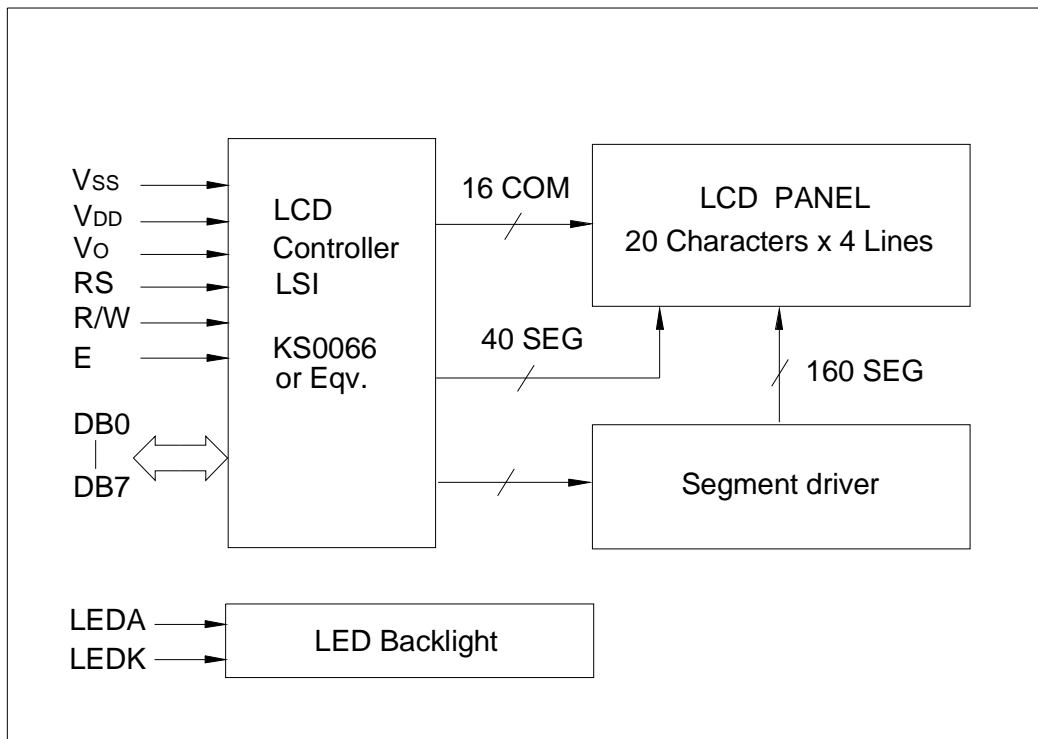 Vss
VDD
Vo
RS
R/W
E
DB0
DB7
LCD
Controller
LSI
KS0066
or Eqv.
16 COM
40 SEG
LCD PANEL
20 Characters x 4 Lines
160 SEG
Segment driver
LEDA
LEDK
LED Backlight